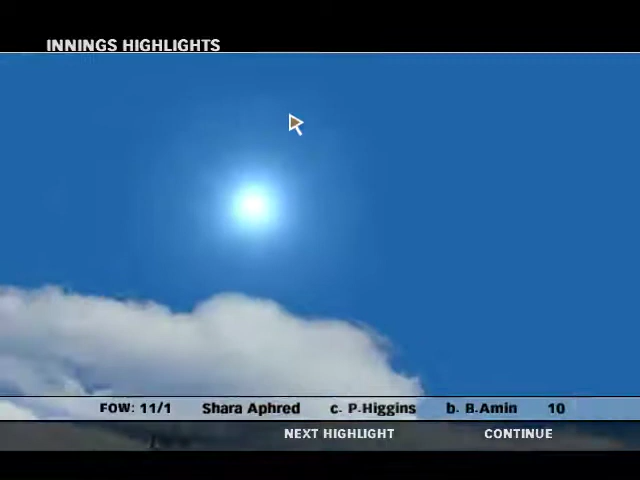 INNINGS HIGHLIGHTS
FOW: 11/1 Shara Aphred c. P.Higgins b. B.Amin 10
NEXT HIGHLIGHT CONTINUE